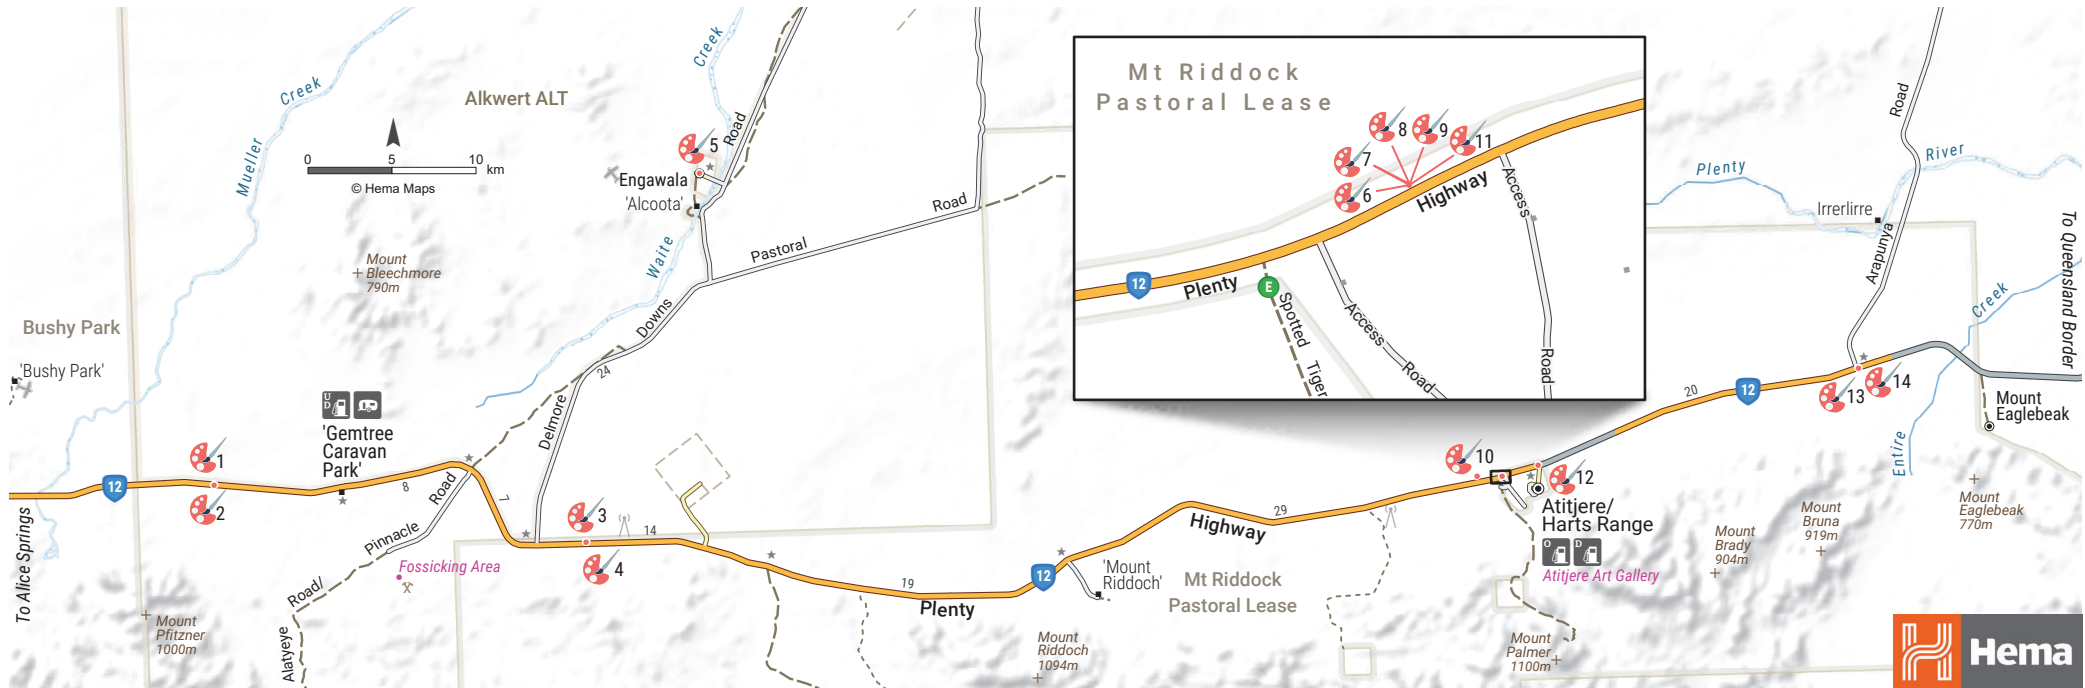 Creek
Mueller
Alkwert ALT
0 5 10
km
© Hema Maps
Mount
Bleechmore
790m
Bushy Park
'Bushy Park'
Creek
Road
5
Engawala
'Alcoota'
Waite
Pastoral
Road
Downs
24
Delmore
U
D
'Gemtree
Caravan
Park'
12
1
2
8
Road
Pinnacle
7
3
4
14
To Alice Springs
Fossicking Area
Road/
Alatyeye
Mount
Pfitzner
1000m
19
Plenty
12
'Mount
Riddoch'
Mount
Riddoch
1094m
Mt Riddock
Pastoral Lease
Highway
29
Mt Riddock
Pastoral Lease
8
9
11
7
6
Highway
Access
Road
12
Plenty
E
Spotted
Tiger
Access
Road
10
12
Atitjere/
Harts Range
O
D
Atitjere Art Gallery
Mount
Palmer
1100m
Mount
Brady
904m
Mount
Bruna
919m
Mount
Eaglebeak
770m
20
12
13
14
Mount
Eaglebeak
Entire
Creek
Plenty
River
Irrerlirre
Arapunya
Road
To Queensland Border
Hema